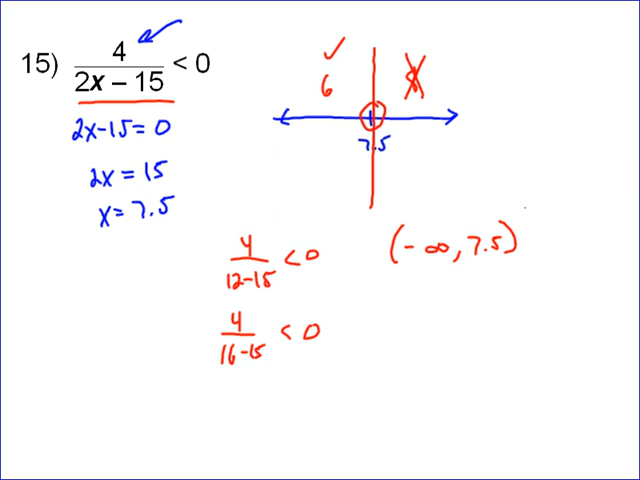 15) 4/(2x − 15) < 0
2x-15=0
2x = 15
x= 7.5
6
7.5
4/(12-15) < 0
(-∞, 7.5)
4/(16-15) < 0